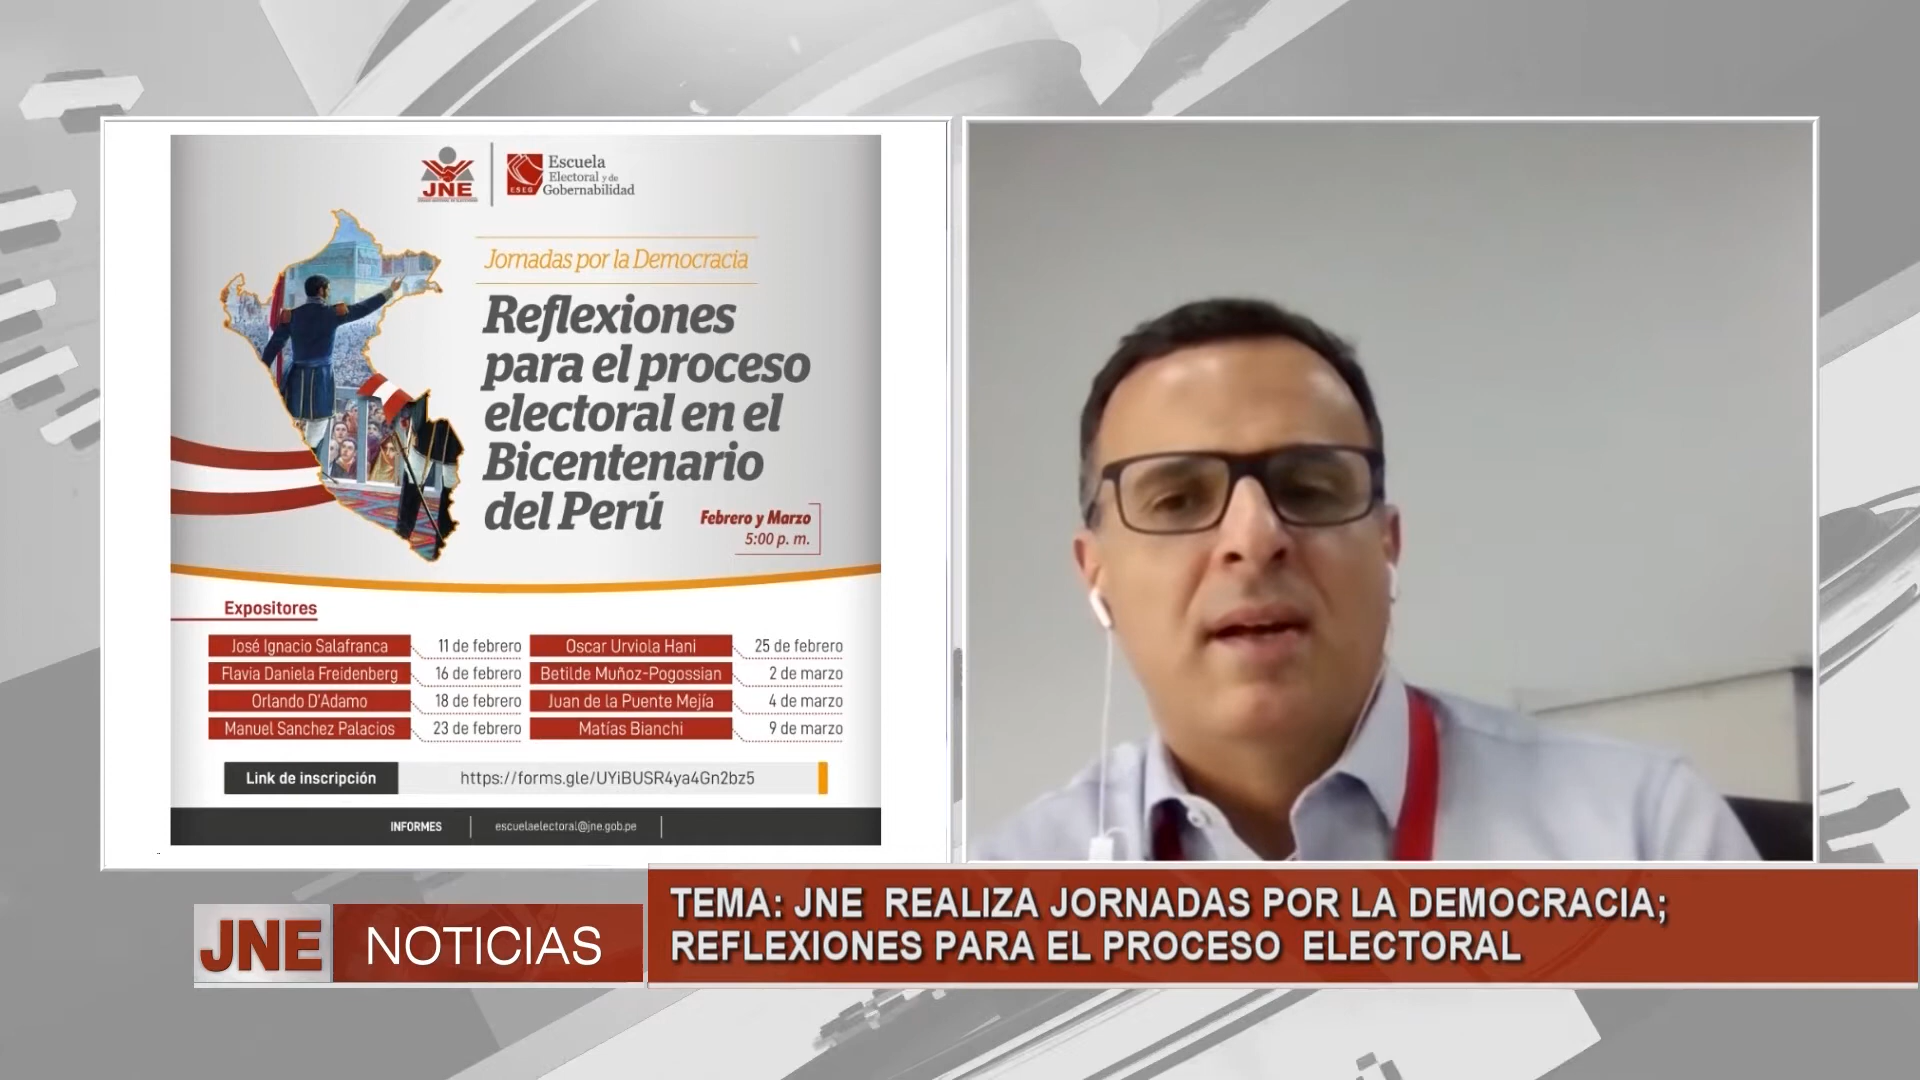 JNE
Escuela
Electoral y de
Gobernabilidad
ESEG
Jornadas por la Democracia
Reflexiones
para el proceso
electoral en el
Bicentenario
del Perú
Febrero y Marzo
5:00 p. m.
Expositores
José Ignacio Salafranca 11 de febrero
Flavia Daniela Freidenberg 16 de febrero
Orlando D'Adamo 18 de febrero
Manuel Sanchez Palacios 23 de febrero
Oscar Urviola Hani 25 de febrero
Betilde Muñoz-Pogossian 2 de marzo
Juan de la Puente Mejía 4 de marzo
Matías Bianchi 9 de marzo
Link de inscripción https://forms.gle/UYiBUSR4ya4Gn2bz5
INFORMES escuelaelectoral@jne.gob.pe
JNE NOTICIAS
TEMA: JNE REALIZA JORNADAS POR LA DEMOCRACIA;
REFLEXIONES PARA EL PROCESO ELECTORAL